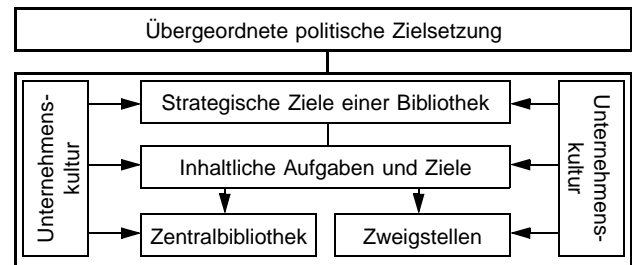 Übergeordnete politische Zielsetzung
Unternehmens-
kultur
Strategische Ziele einer Bibliothek
Inhaltliche Aufgaben und Ziele
Zentralbibliothek
Zweigstellen
Unternehmens-
kultur